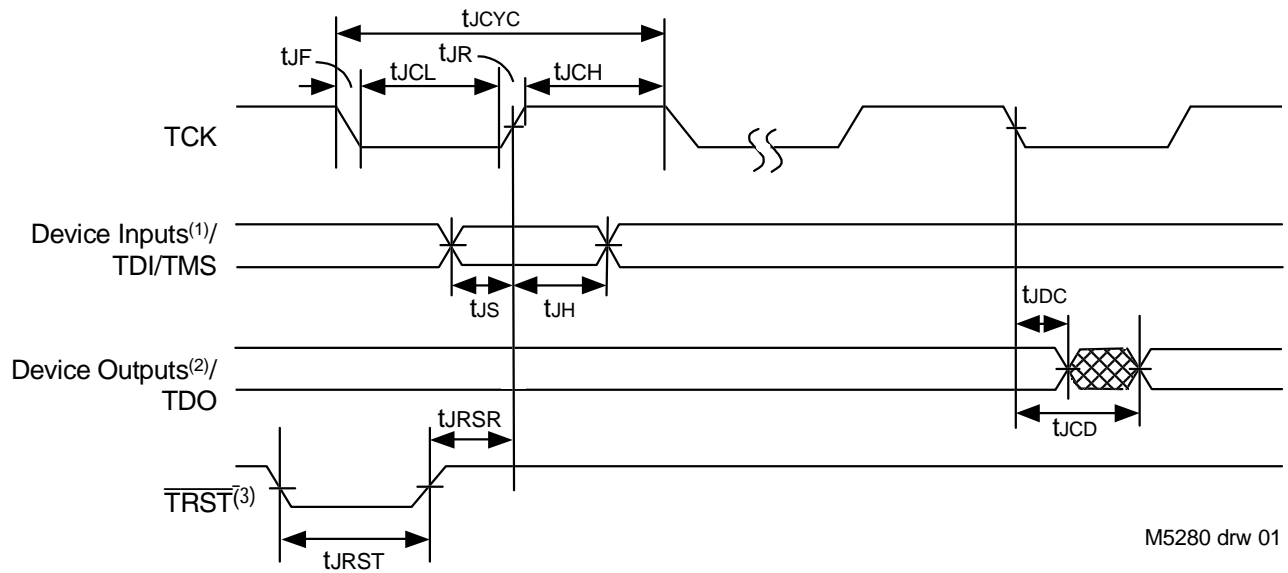 tJCYC
tJF
tJR
tJCL
tJCH
TCK
Device Inputs(1)/
TDI/TMS
tJS
tJH
tJDC
Device Outputs(2)/
TDO
tJRSR
tJCD
TRST(3)
tJRST
M5280 drw 01